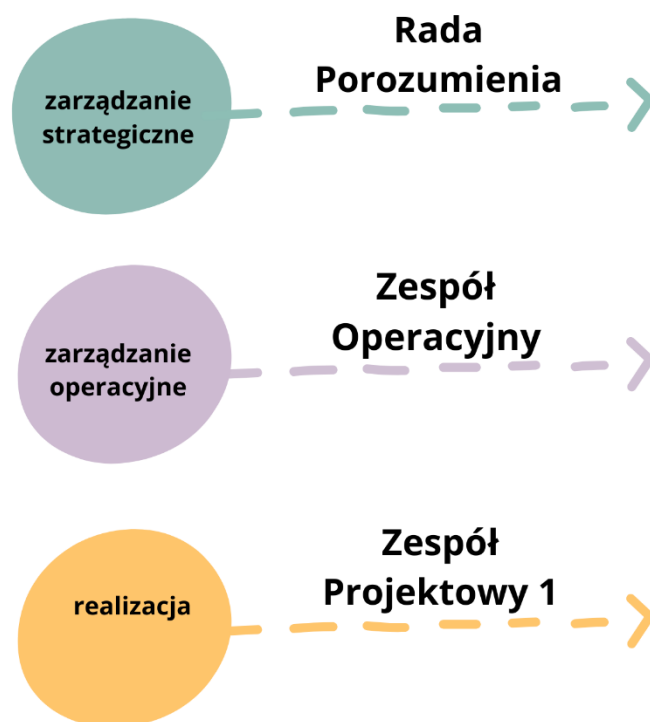 Rada
Porozumienia
zarządzanie
strategiczne
Zespół
Operacyjny
zarządzanie
operacyjne
Zespół
Projektowy 1
realizacja